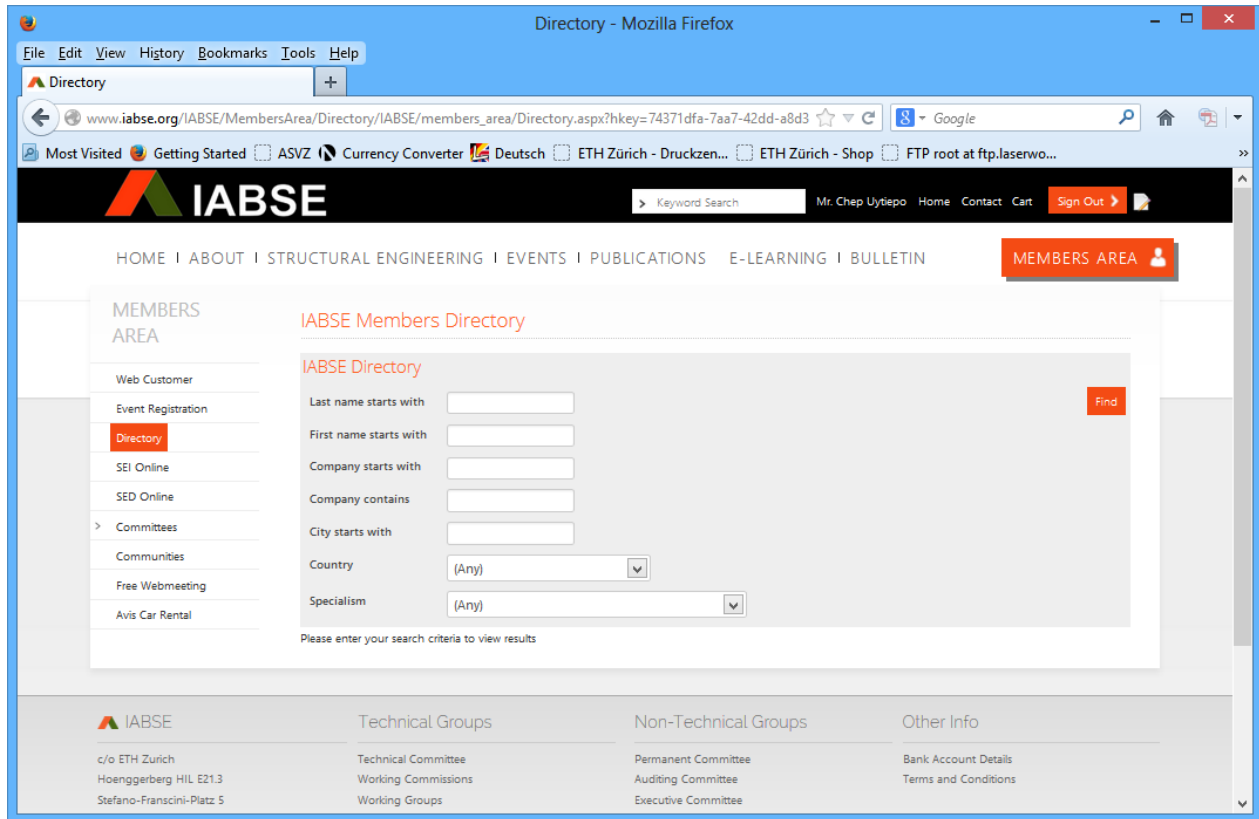 Directory - Mozilla Firefox
File Edit View History Bookmarks Tools Help
Directory
www.iabse.org/IABSE/MembersArea/Directory/IABSE/members_area/Directory.aspx?hkey=74371dfa-7aa7-42dd-a8d3 Google
Most Visited Getting Started ASVZ Currency Converter Deutsch ETH Zürich - Druckzen... ETH Zürich - Shop FTP root at ftp.laserwo...
IABSE Keyword Search Mr. Chep Uytiepo Home Contact Cart Sign Out
HOME I ABOUT I STRUCTURAL ENGINEERING I EVENTS I PUBLICATIONS E-LEARNING I BULLETIN MEMBERS AREA
MEMBERS
AREA
Web Customer
Event Registration
Directory
SEI Online
SED Online
Committees
Communities
Free Webmeeting
Avis Car Rental
IABSE Members Directory
IABSE Directory
Last name starts with Find
First name starts with
Company starts with
Company contains
City starts with
Country (Any)
Specialism (Any)
Please enter your search criteria to view results
IABSE
c/o ETH Zurich
Hoenggerberg HIL E21.3
Stefano-Franscini-Platz 5
Technical Groups
Technical Committee
Working Commissions
Working Groups
Non-Technical Groups
Permanent Committee
Auditing Committee
Executive Committee
Other Info
Bank Account Details
Terms and Conditions